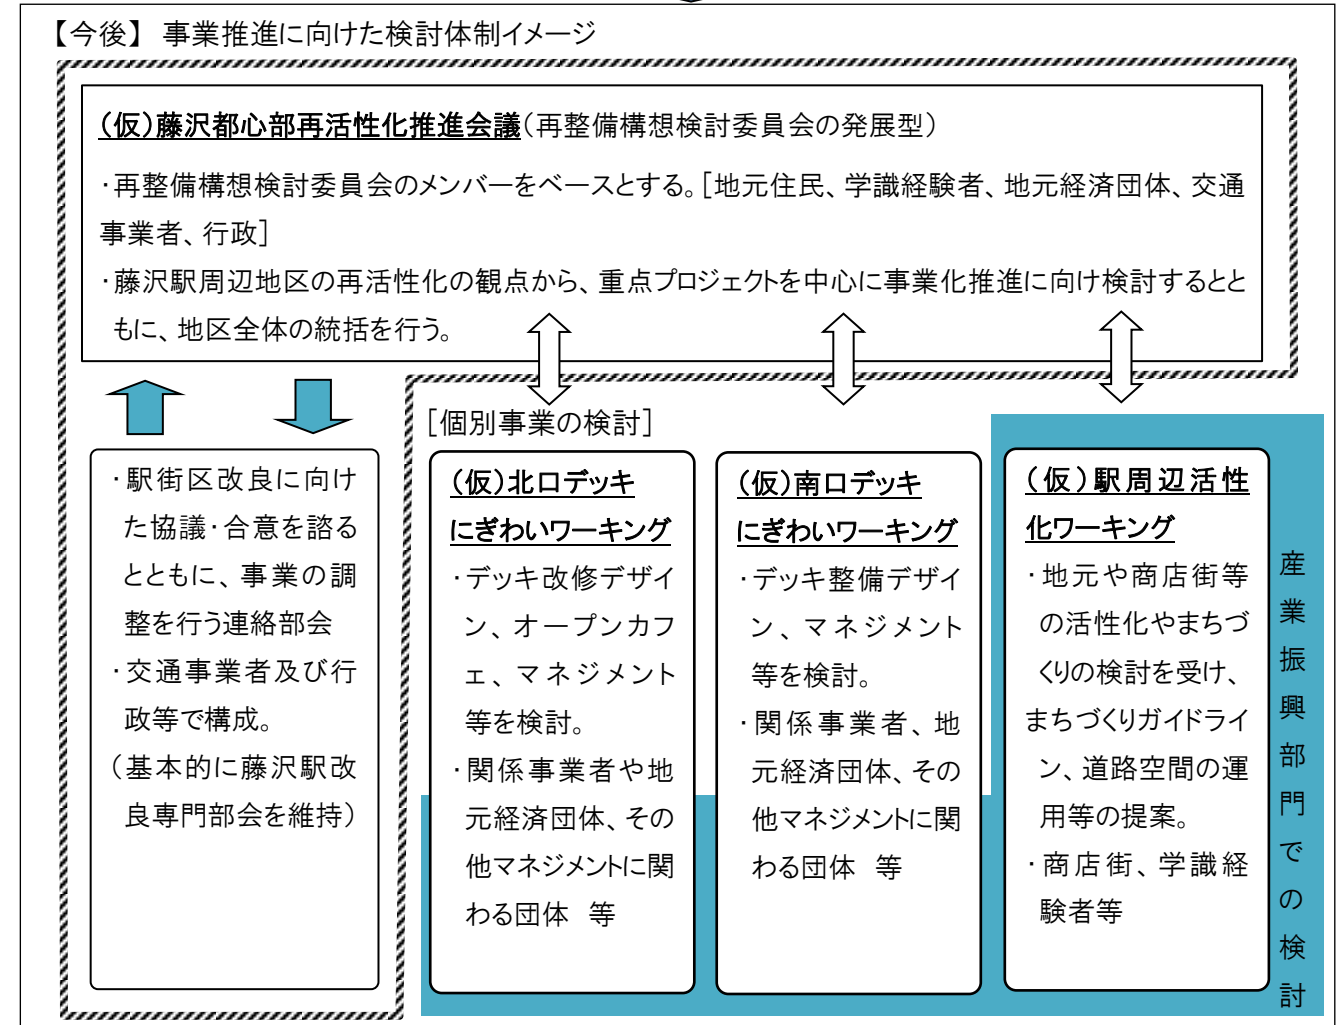 【今後】 事業推進に向けた検討体制イメージ
(仮)藤沢都心部再活性化推進会議(再整備構想検討委員会の発展型)
・再整備構想検討委員会のメンバーをベースとする。[地元住民、学識経験者、地元経済団体、交通
事業者、行政]
・藤沢駅周辺地区の再活性化の観点から、重点プロジェクトを中心に事業化推進に向け検討するとと
もに、地区全体の統括を行う。
・駅街区改良に向け
た協議・合意を諮る
とともに、事業の調
整を行う連絡部会
・交通事業者及び行
政等で構成。
(基本的に藤沢駅改
良専門部会を維持)
[個別事業の検討]
(仮)北口デッキ
にぎわいワーキング
・デッキ改修デザイ
ン、オープンカフ
ェ、マネジメント
等を検討。
・関係事業者や地
元経済団体、その
他マネジメントに関
わる団体 等
(仮)南口デッキ
にぎわいワーキング
・デッキ整備デザイ
ン、マネジメント
等を検討。
・関係事業者、地
元経済団体、その
他マネジメントに関
わる団体 等
(仮)駅周辺活性
化ワーキング
・地元や商店街等
の活性化やまちづ
くりの検討を受け、
まちづくりガイドライ
ン、道路空間の運
用等の提案。
・商店街、学識経
験者等
産業振興部門での検討